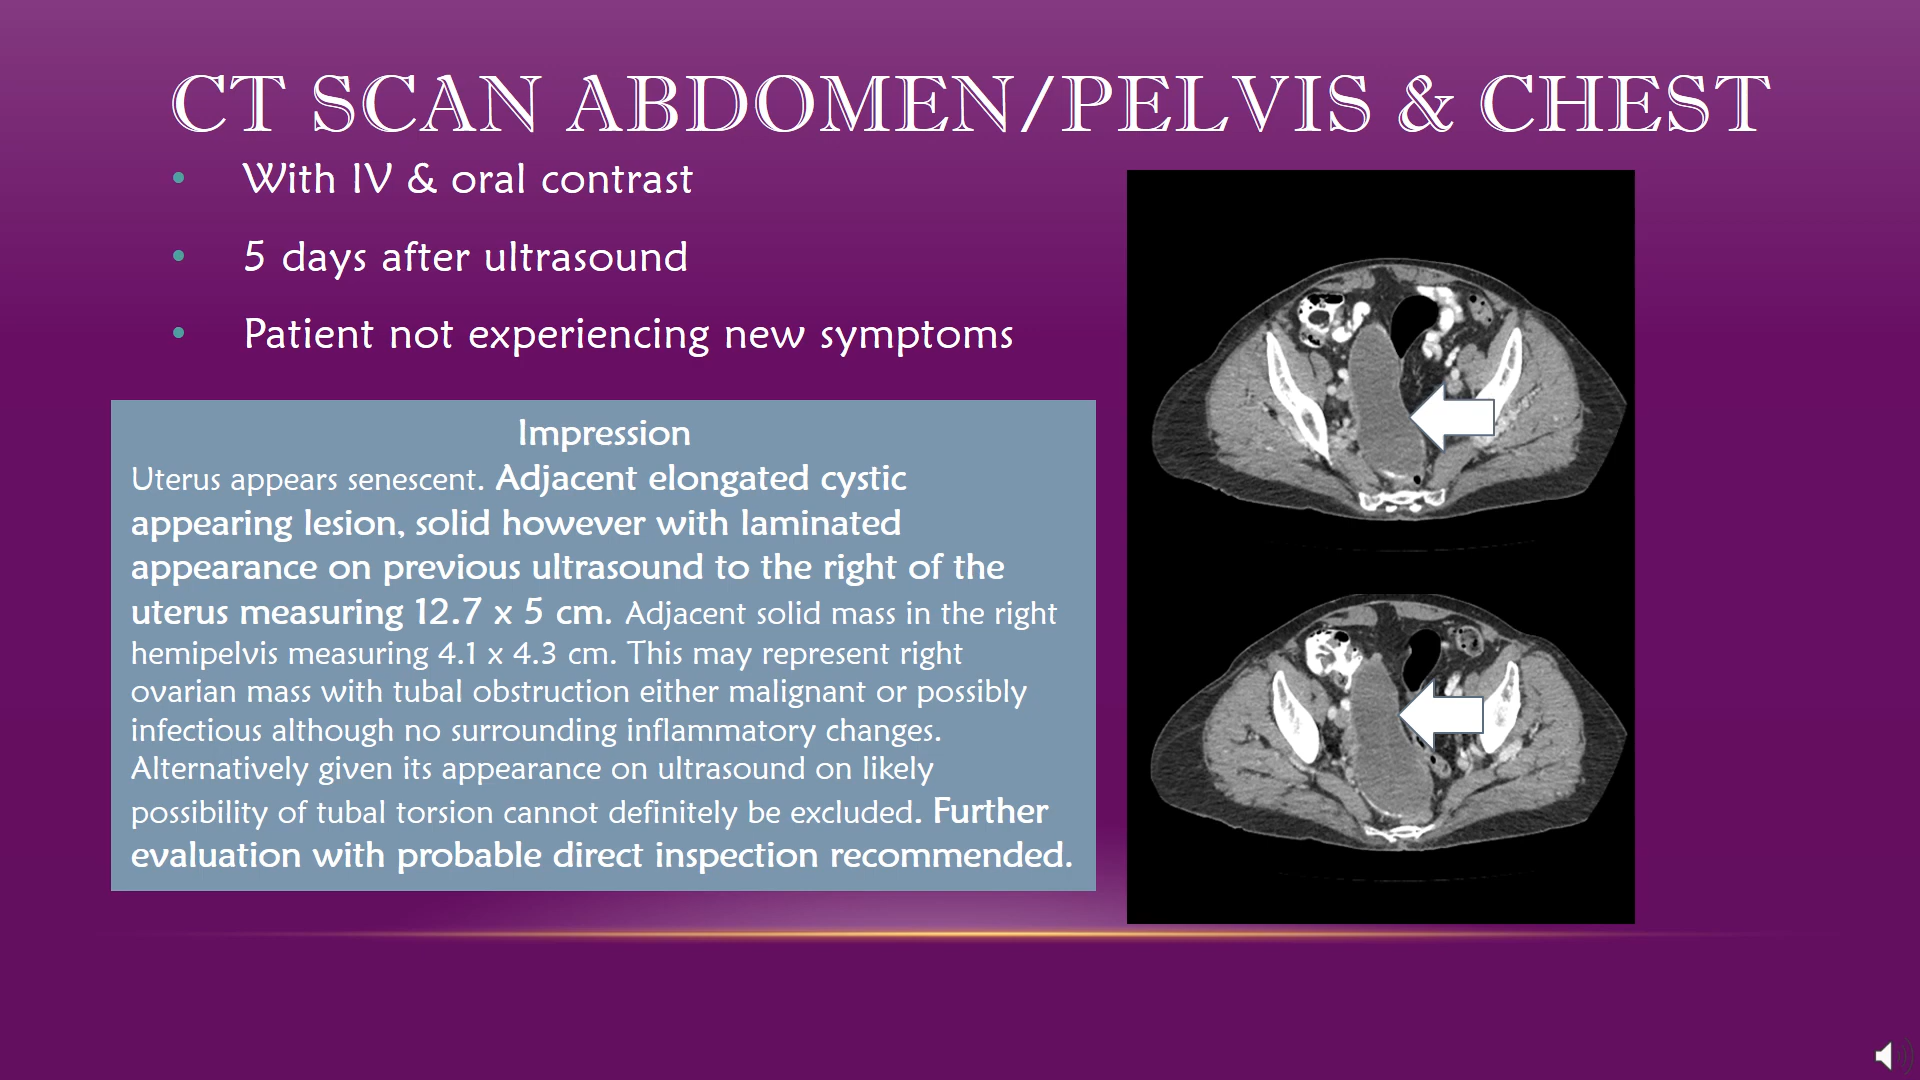 CT SCAN ABDOMEN/PELVIS & CHEST
• With IV & oral contrast
• 5 days after ultrasound
• Patient not experiencing new symptoms
Impression
Uterus appears senescent. Adjacent elongated cystic
appearing lesion, solid however with laminated
appearance on previous ultrasound to the right of the
uterus measuring 12.7 x 5 cm. Adjacent solid mass in the right
hemipelvis measuring 4.1 x 4.3 cm. This may represent right
ovarian mass with tubal obstruction either malignant or possibly
infectious although no surrounding inflammatory changes.
Alternatively given its appearance on ultrasound on likely
possibility of tubal torsion cannot definitely be excluded. Further
evaluation with probable direct inspection recommended.